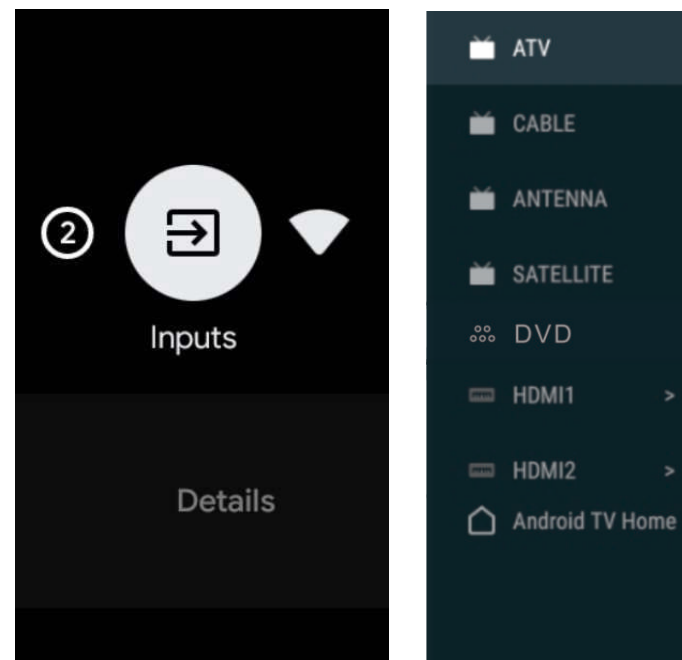 2
Inputs
Details
ATV
CABLE
ANTENNA
SATELLITE
DVD
HDMI1 >
HDMI2 >
Android TV Home